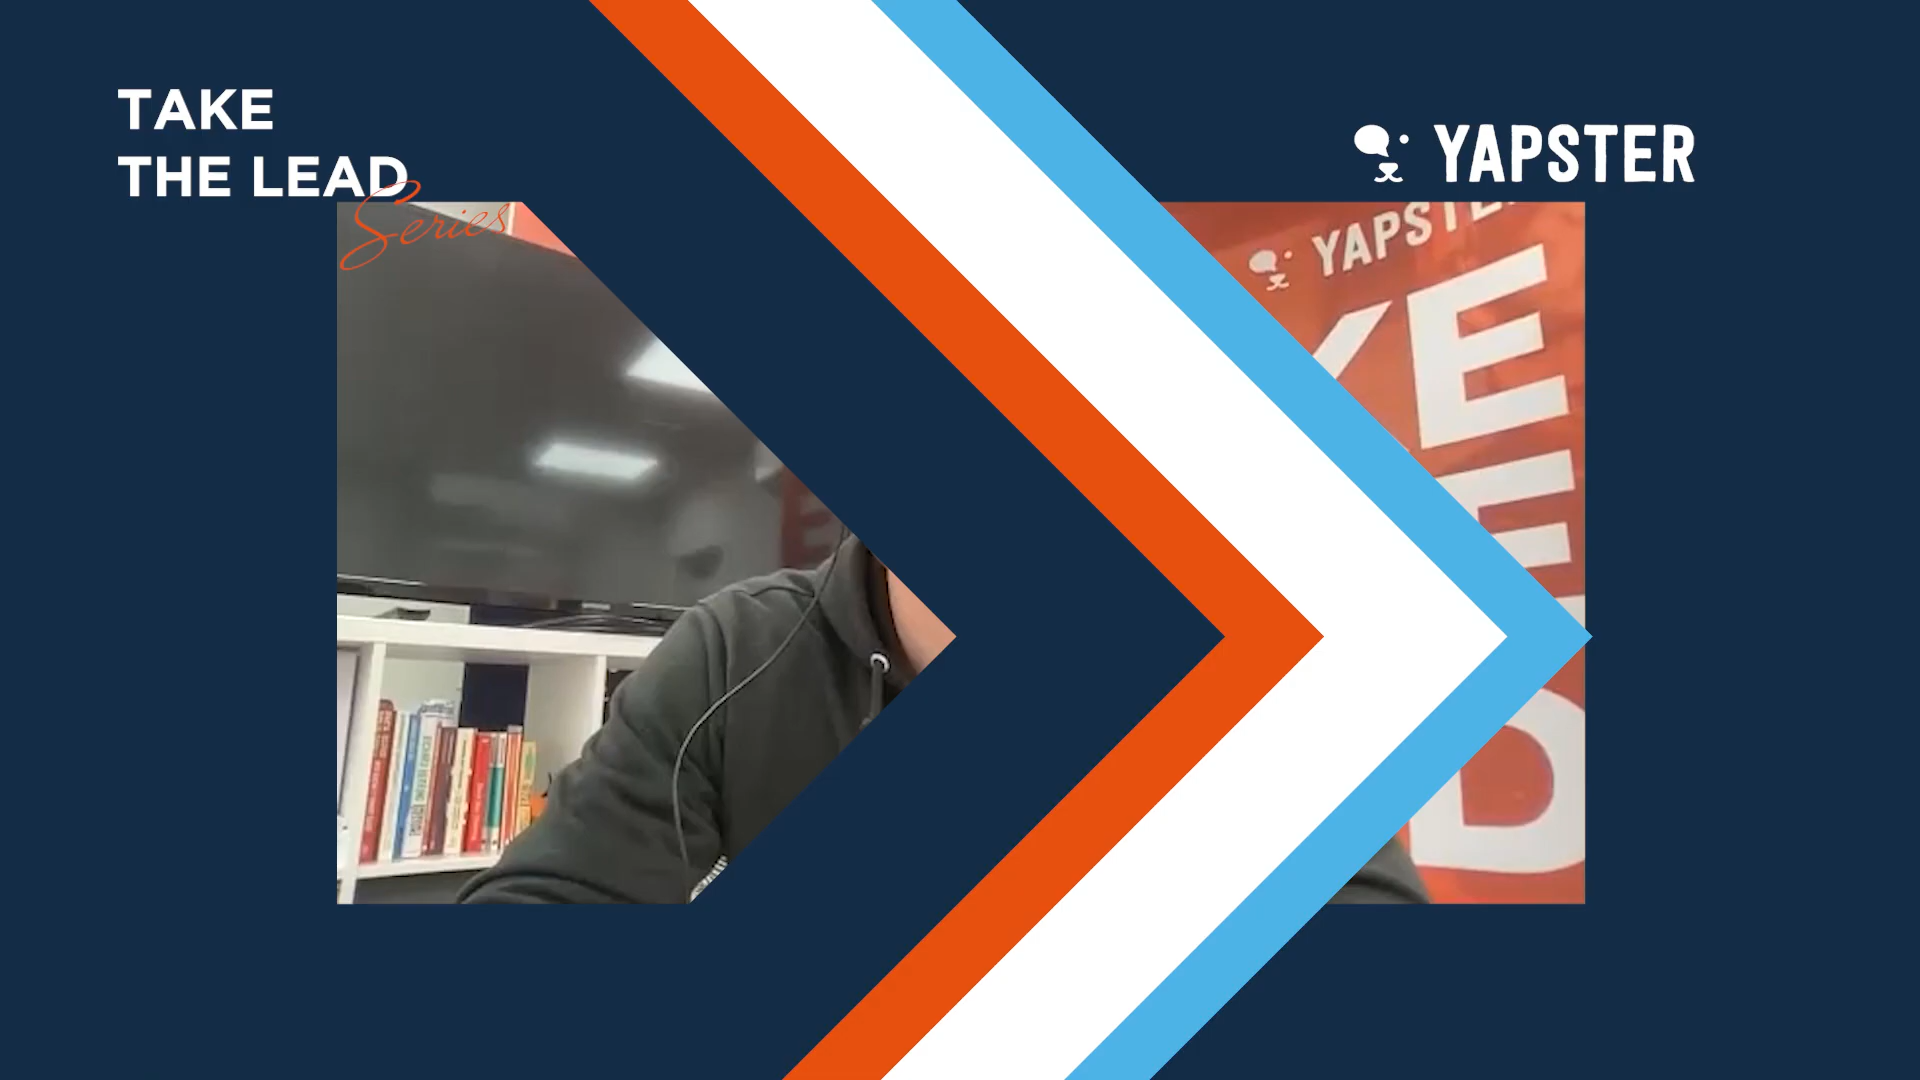 TAKE
THE LEAD
Series
YAPSTER
YAPSTE
KE
E
D